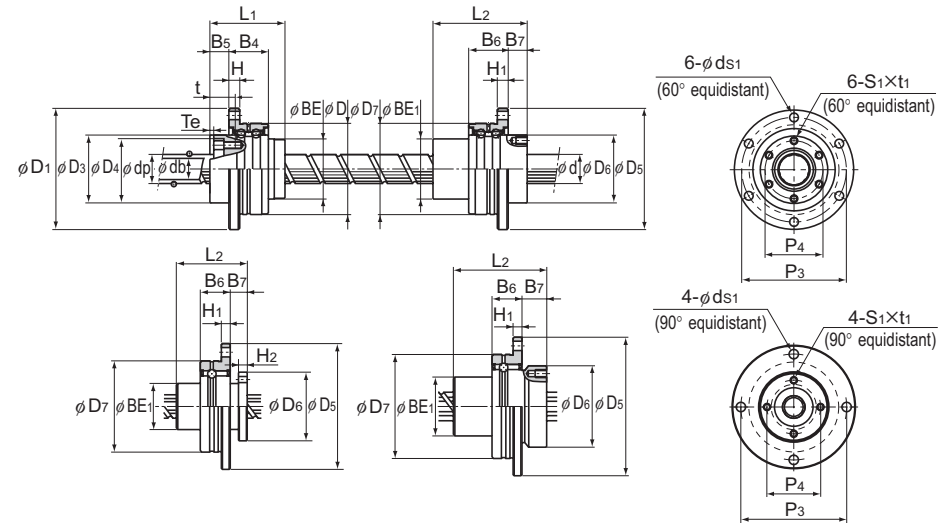 L1
L2
B5 B4
B6 B7
H
H1
t
φBE φD φD7 φBE1
Te
φD1 φD3 φD4 φdp φdb
φd φD6 φD5
6-φds1
(60° equidistant)
6-S1×t1
(60° equidistant)
P4
P3
L2
B6 B7
H1
H2
φD7 φBE1
φD6 φD5
L2
B6 B7
H1
φD7 φBE1
φD6 φD5
4-φds1
(90° equidistant)
4-S1×t1
(90° equidistant)
P4
P3